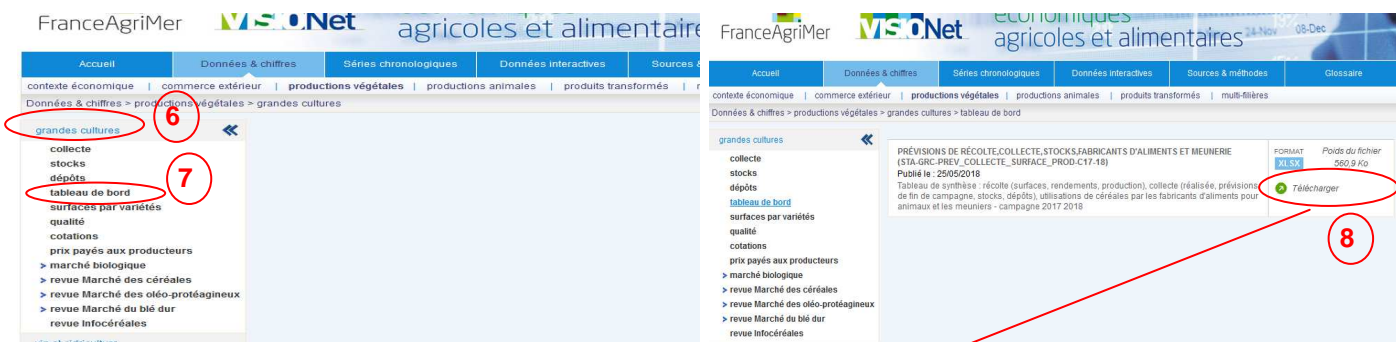 FranceAgriMer VISIONet agricoles et alimentaire
Accueil Données & chiffres Séries chronologiques Données interactives Sources &
contexte économique | commerce extérieur | productions végétales | productions animales | produits transformés |
Données & chiffres > productions végétales > grandes cultures
6
grandes cultures
collecte
stocks
dépôts
7
tableau de bord
surfaces par variétés
qualité
cotations
prix payés aux producteurs
> marché biologique
> revue Marché des céréales
> revue Marché des oléo-protéagineux
> revue Marché du blé dur
revue Infocéréales
économiques
FranceAgriMer VISIONet agricoles et alimentaires 24-Nov 08-Dec
Accueil Données & chiffres Séries chronologiques Données interactives Sources & méthodes Glossaire
contexte économique | commerce extérieur | productions végétales | productions animales | produits transformés | multi-filières
Données & chiffres > productions végétales > grandes cultures > tableau de bord
grandes cultures
collecte
stocks
dépôts
tableau de bord
surfaces par variétés
qualité
cotations
prix payés aux producteurs
> marché biologique
> revue Marché des céréales
> revue Marché des oléo-protéagineux
> revue Marché du blé dur
revue Infocéréales
PRÉVISIONS DE RÉCOLTE,COLLECTE,STOCKS,FABRICANTS D'ALIMENTS ET MEUNERIE
(STA-GRC-PREV_COLLECTE_SURFACE_PROD-C17-18)
Publié le : 25/05/2018
Tableau de synthèse : récolte (surfaces, rendements, production), collecte (réalisée, prévisions
de fin de campagne, stocks, dépôts), utilisations de céréales par les fabricants d'aliments pour
animaux et les meuniers - campagne 2017 2018
FORMAT Poids du fichier
XLSX 560,9 Ko
Télécharger
8